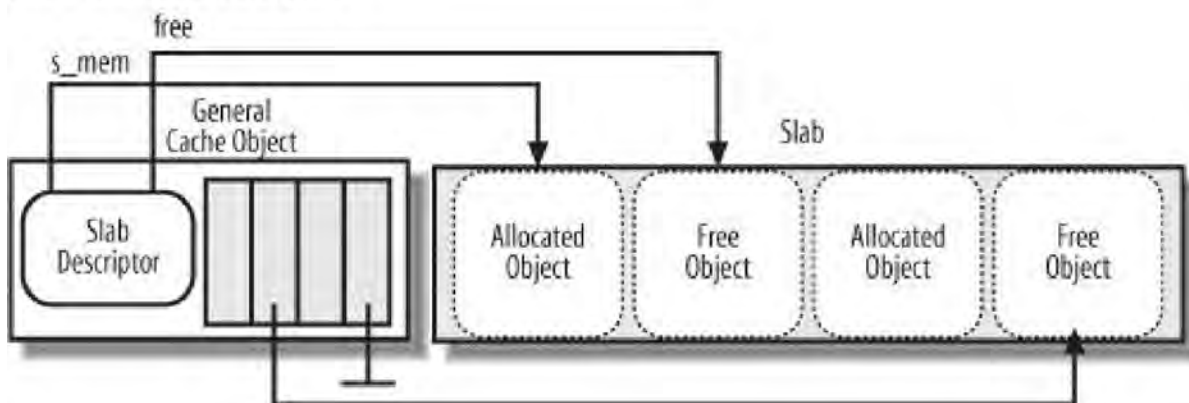 free
s_mem
General
Cache Object
Slab
Slab
Descriptor
Allocated
Object
Free
Object
Allocated
Object
Free
Object